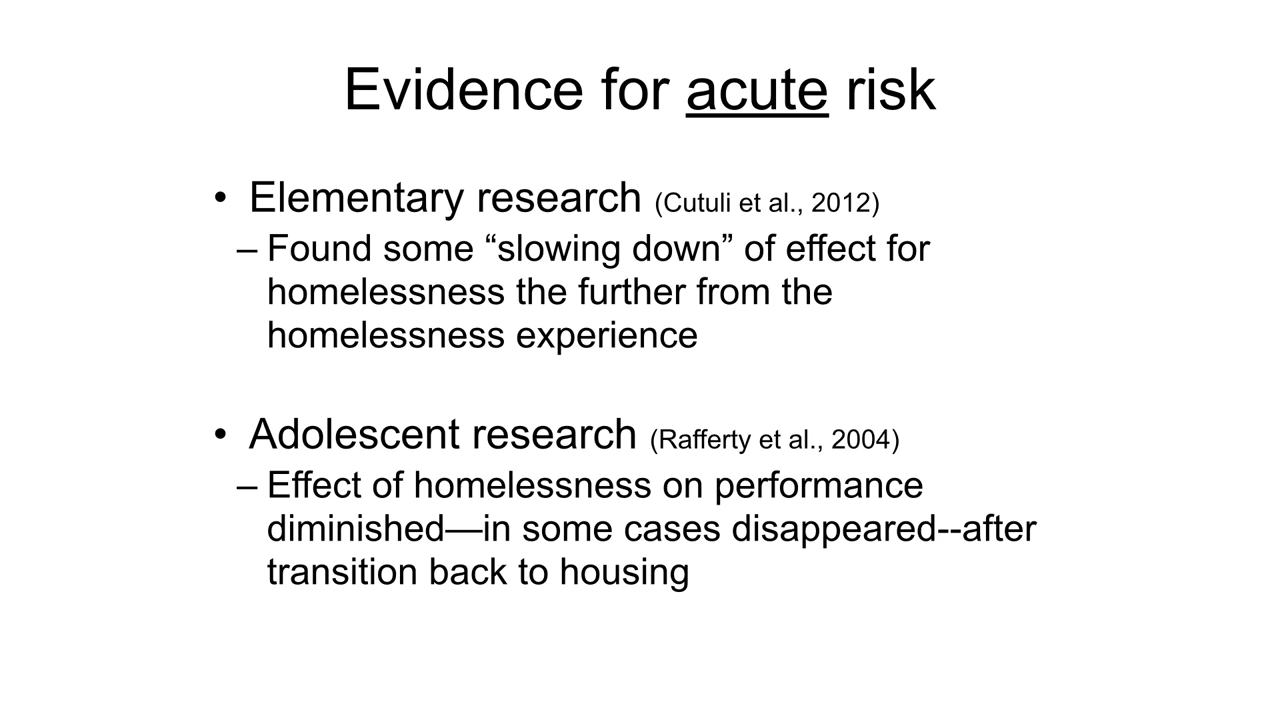 Evidence for acute risk
• Elementary research (Cutuli et al., 2012)
– Found some “slowing down” of effect for
homelessness the further from the
homelessness experience
• Adolescent research (Rafferty et al., 2004)
– Effect of homelessness on performance
diminished—in some cases disappeared--after
transition back to housing